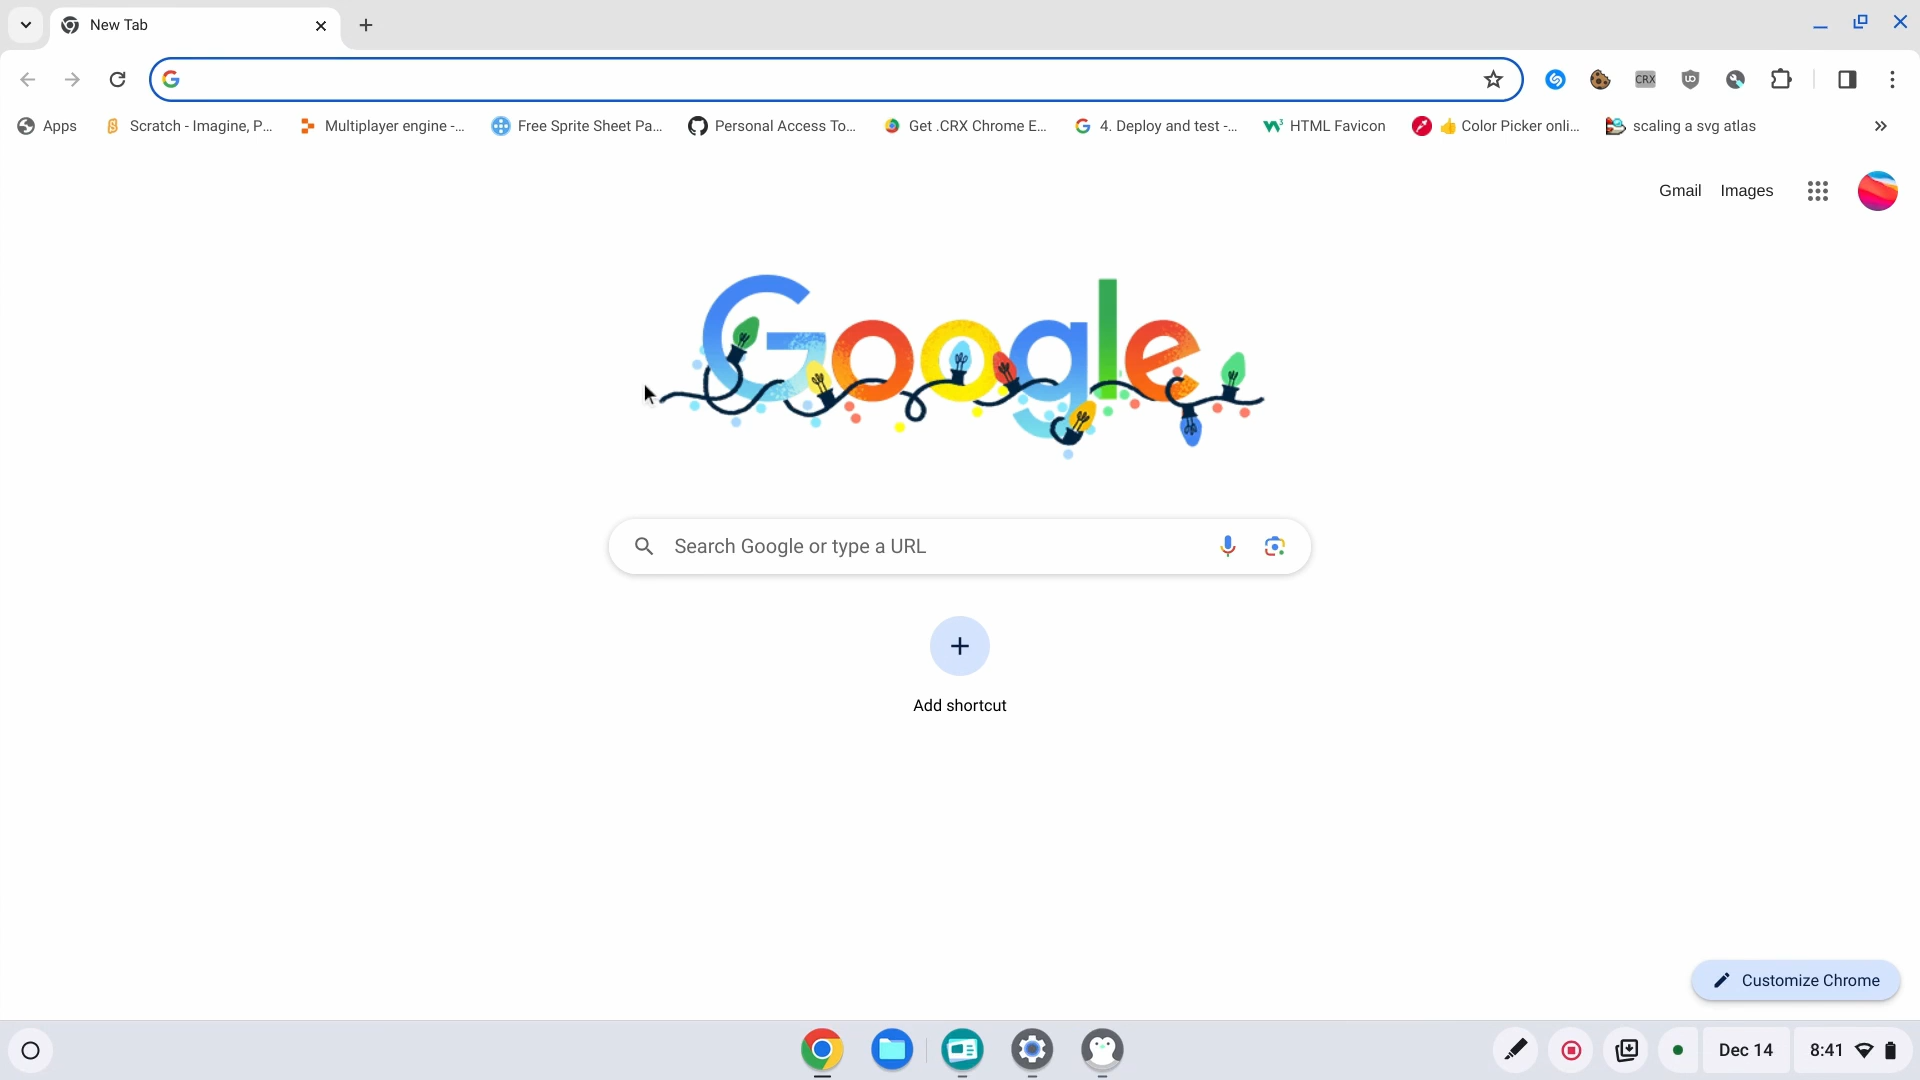 New Tab
Apps
Scratch - Imagine, P...
Multiplayer engine -...
Free Sprite Sheet Pa...
Personal Access To...
Get .CRX Chrome E...
4. Deploy and test -...
HTML Favicon
👍 Color Picker onli...
scaling a svg atlas
CRX
Gmail
Images
Google
Search Google or type a URL
Add shortcut
Customize Chrome
Dec 14
8:41